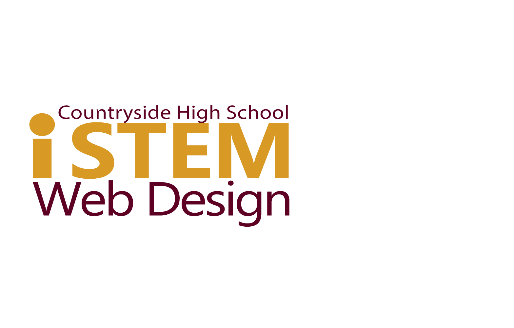 Countryside High School
iSTEM
Web Design